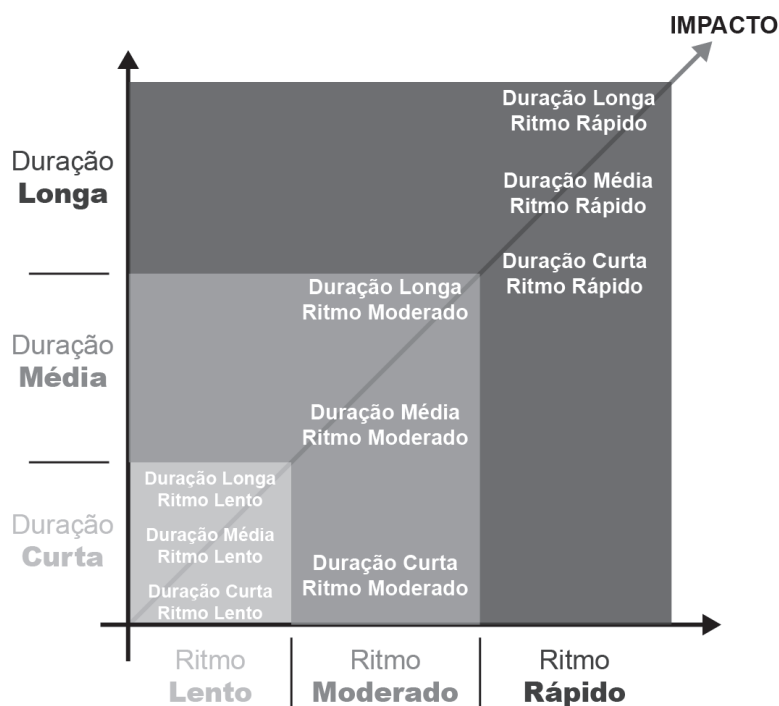 IMPACTO
Duração Longa
Ritmo Rápido
Duração
Longa
Duração Média
Ritmo Rápido
Duração Curta
Ritmo Rápido
Duração Longa
Ritmo Moderado
Duração
Média
Duração Média
Ritmo Moderado
Duração Longa
Ritmo Lento
Duração
Curta
Duração Média
Ritmo Lento
Duração Curta
Ritmo Moderado
Duração Curta
Ritmo Lento
Ritmo
Lento
Ritmo
Moderado
Ritmo
Rápido